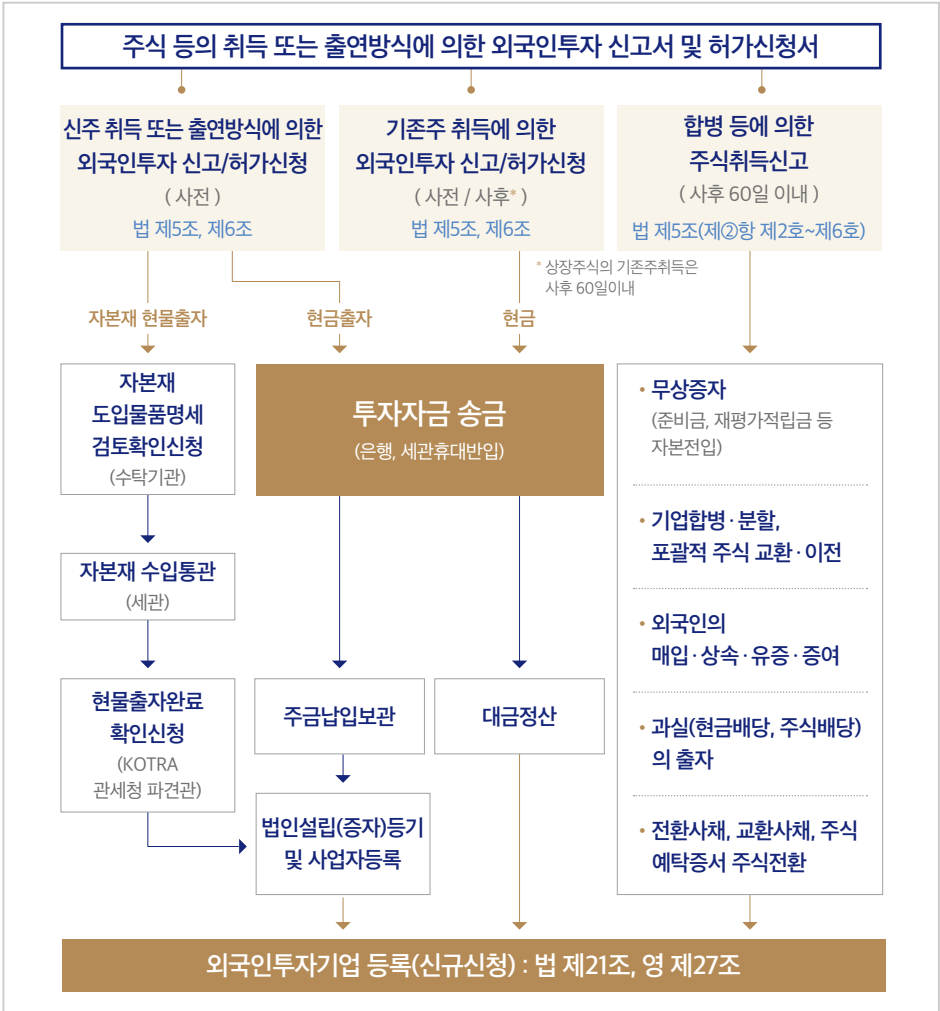 주식 등의 취득 또는 출연방식에 의한 외국인투자 신고서 및 허가신청서
신주 취득 또는 출연방식에 의한
외국인투자 신고/허가신청
( 사전 )
법 제5조, 제6조
기존주 취득에 의한
외국인투자 신고/허가신청
( 사전 / 사후* )
법 제5조, 제6조
합병 등에 의한
주식취득신고
( 사후 60일 이내 )
법 제5조(제②항 제2호~제6호)
* 상장주식의 기존주취득은
사후 60일이내
자본재 현물출자
현금출자
현금
자본재
도입물품명세
검토확인신청
(수탁기관)
자본재 수입통관
(세관)
현물출자완료
확인신청
(KOTRA
관세청 파견관)
투자자금 송금
(은행, 세관휴대반입)
주금납입보관
대금정산
법인설립(증자)등기
및 사업자등록
• 무상증자
(준비금, 재평가적립금 등
자본전입)
• 기업합병·분할,
포괄적 주식 교환·이전
• 외국인의
매입·상속·유증·증여
• 과실(현금배당, 주식배당)
의 출자
• 전환사채, 교환사채, 주식
예탁증서 주식전환
외국인투자기업 등록(신규신청) : 법 제21조, 영 제27조